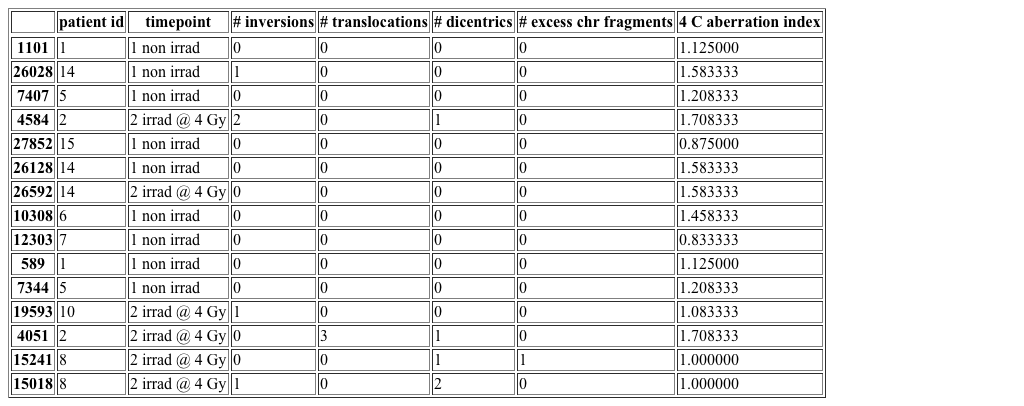 patient id timepoint # inversions # translocations # dicentrics # excess chr fragments 4 C aberration index
1101 1 1 non irrad 0 0 0 0 1.125000
26028 14 1 non irrad 1 0 0 0 1.583333
7407 5 1 non irrad 0 0 0 0 1.208333
4584 2 2 irrad @ 4 Gy 2 0 1 0 1.708333
27852 15 1 non irrad 0 0 0 0 0.875000
26128 14 1 non irrad 0 0 0 0 1.583333
26592 14 2 irrad @ 4 Gy 0 0 0 0 1.583333
10308 6 1 non irrad 0 0 0 0 1.458333
12303 7 1 non irrad 0 0 0 0 0.833333
589 1 1 non irrad 0 0 0 0 1.125000
7344 5 1 non irrad 0 0 0 0 1.208333
19593 10 2 irrad @ 4 Gy 1 0 0 0 1.083333
4051 2 2 irrad @ 4 Gy 0 3 1 0 1.708333
15241 8 2 irrad @ 4 Gy 0 0 1 1 1.000000
15018 8 2 irrad @ 4 Gy 1 0 2 0 1.000000